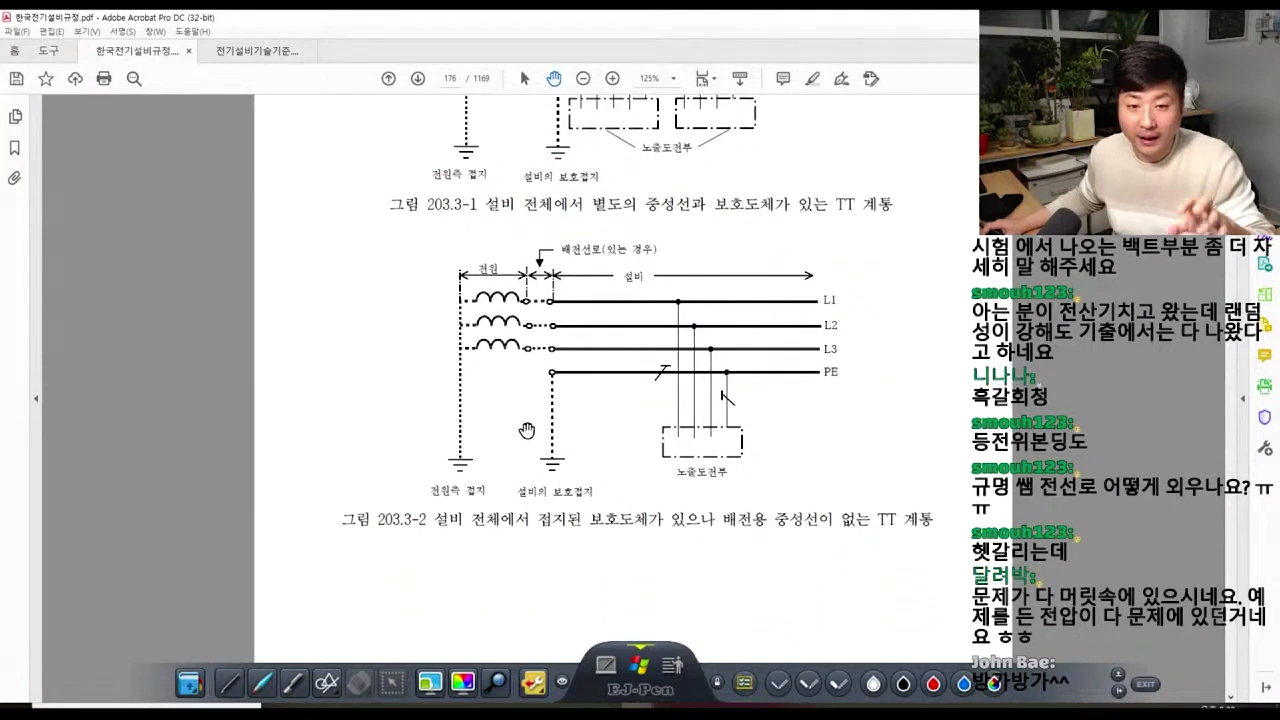 한국전기설비규정.pdf - Adobe Acrobat Pro DC (32-bit)
파일(F) 편집(E) 보기(V) 서명(S) 창(W) 도움말(H)
홈 도구 한국전기설비규정,... × 전기설비기술기준,...
176 / 1169 125%
노출도전부
전원측 접지 설비의 보호접지
그림 203.3-1 설비 전체에서 별도의 중성선과 보호도체가 있는 TT 계통
배전선로(있는 경우)
전원 설비
L1
L2
L3
PE
노출도전부
전원측 접지 설비의 보호접지
그림 203.3-2 설비 전체에서 접지된 보호도체가 있으나 배전용 중성선이 없는 TT 계통
시험 에서 나오는 백트부분 좀 더 자
세히 말 해주세요
smouh123:
아는 분이 전산기치고 왔는데 랜덤
성이 강해도 기출에서는 다 나왔다
고 하네요
니나나:
흑갈회청
smouh123:
등전위본딩도
smouh123:
규명 쌤 전선로 어떻게 외우나요? ㅠ
ㅠ
smouh123:
헷갈리는데
달려박:
문제가 다 머릿속에 있으시네요. 예
제를 든 전압이 다 문제에 있던거네
요 ㅎㅎ
John Bae:
방가방가^^
EJ-Pen
EXIT